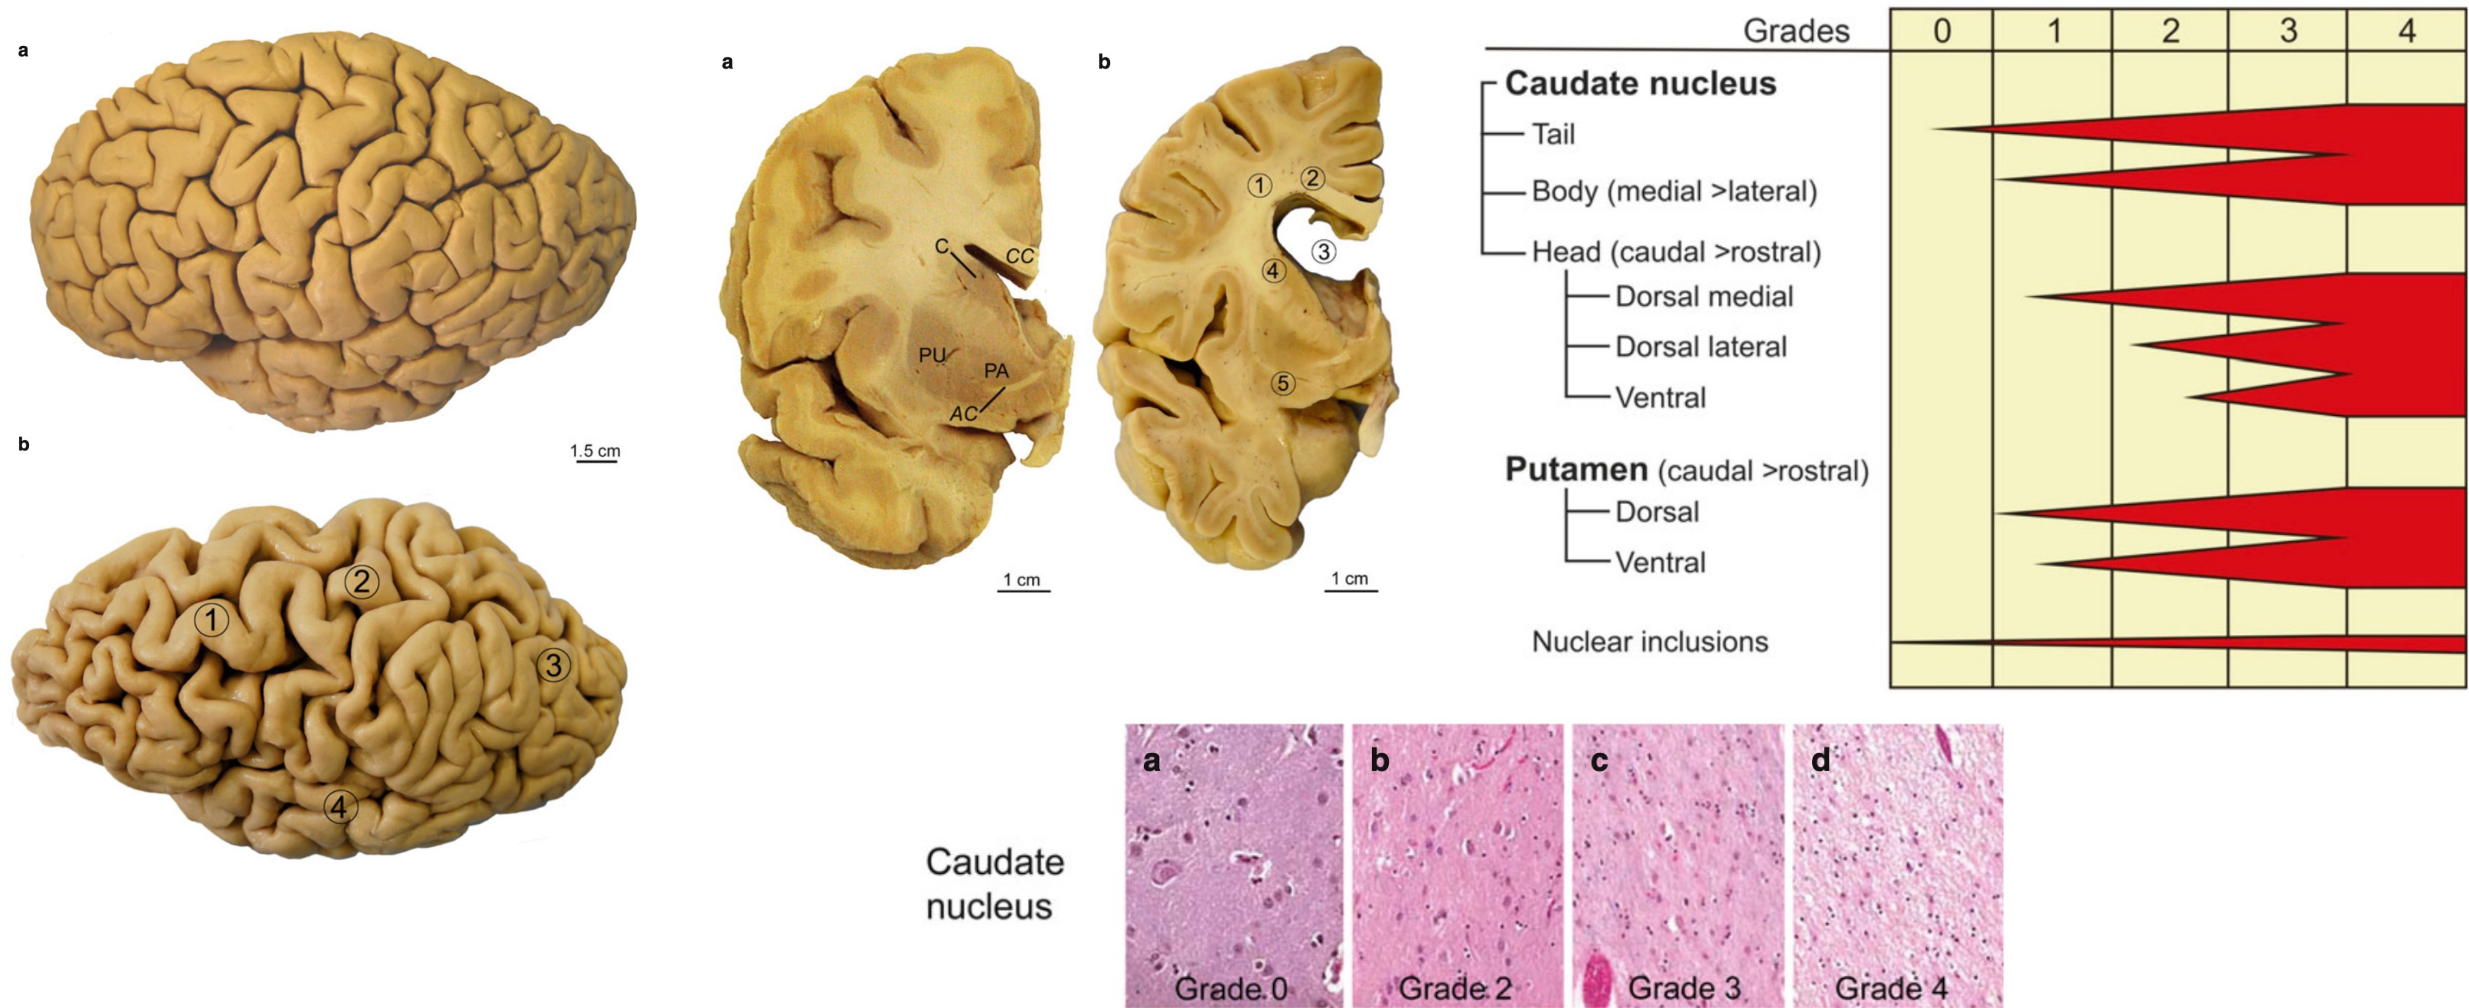 a
1.5 cm
b
1
2
3
4
a
C
CC
PU
PA
AC
1 cm
b
1
2
3
4
5
1 cm
Grades 0 1 2 3 4
Caudate nucleus
Tail
Body (medial >lateral)
Head (caudal >rostral)
Dorsal medial
Dorsal lateral
Ventral
Putamen (caudal >rostral)
Dorsal
Ventral
Nuclear inclusions
Caudate
nucleus
a
Grade 0
b
Grade 2
c
Grade 3
d
Grade 4